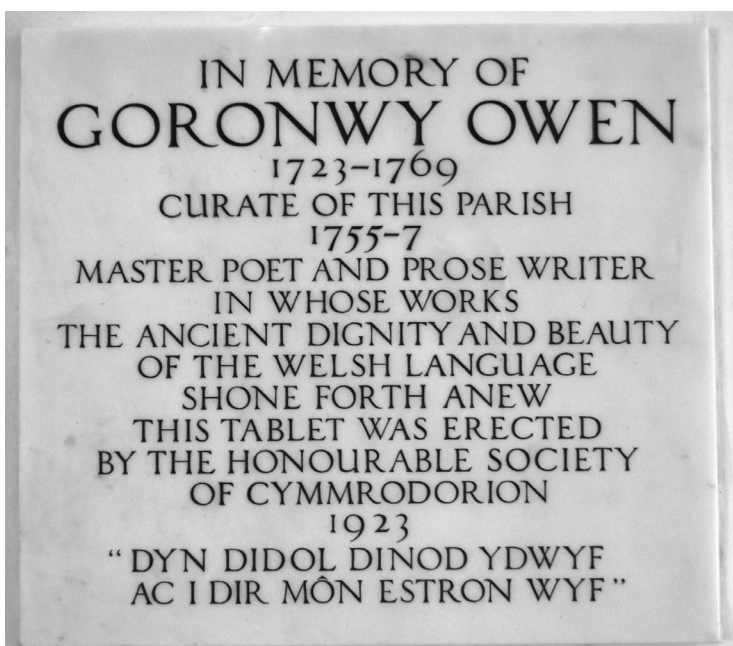 IN MEMORY OF
GORONWY OWEN
1723–1769
CURATE OF THIS PARISH
1755–7
MASTER POET AND PROSE WRITER
IN WHOSE WORKS
THE ANCIENT DIGNITY AND BEAUTY
OF THE WELSH LANGUAGE
SHONE FORTH ANEW
THIS TABLET WAS ERECTED
BY THE HONOURABLE SOCIETY
OF CYMMRODORION
1923
“DYN DIDOL DINOD YDWYF
AC I DIR MÔN ESTRON WYF”